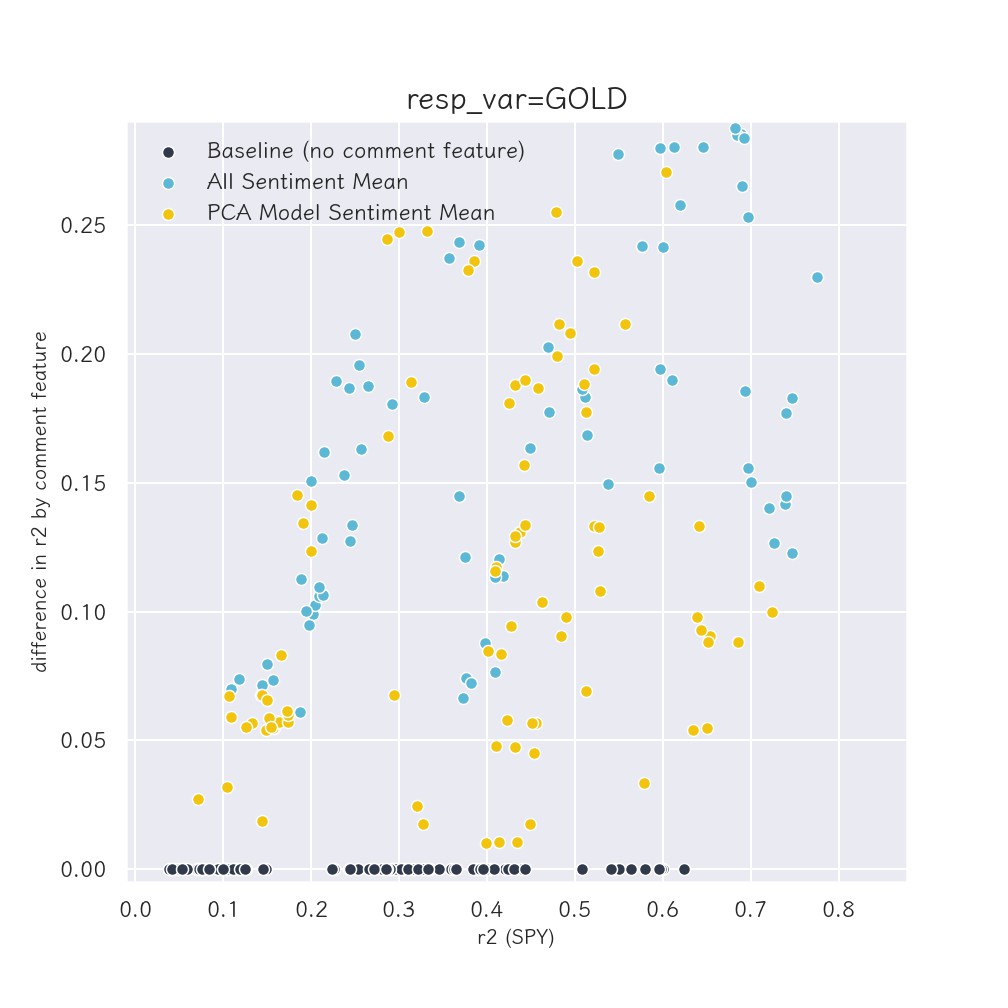 resp_var=GOLD
Baseline (no comment feature)
All Sentiment Mean
PCA Model Sentiment Mean
difference in r2 by comment feature
0.25
0.20
0.15
0.10
0.05
0.00
0.0 0.1 0.2 0.3 0.4 0.5 0.6 0.7 0.8
r2 (SPY)